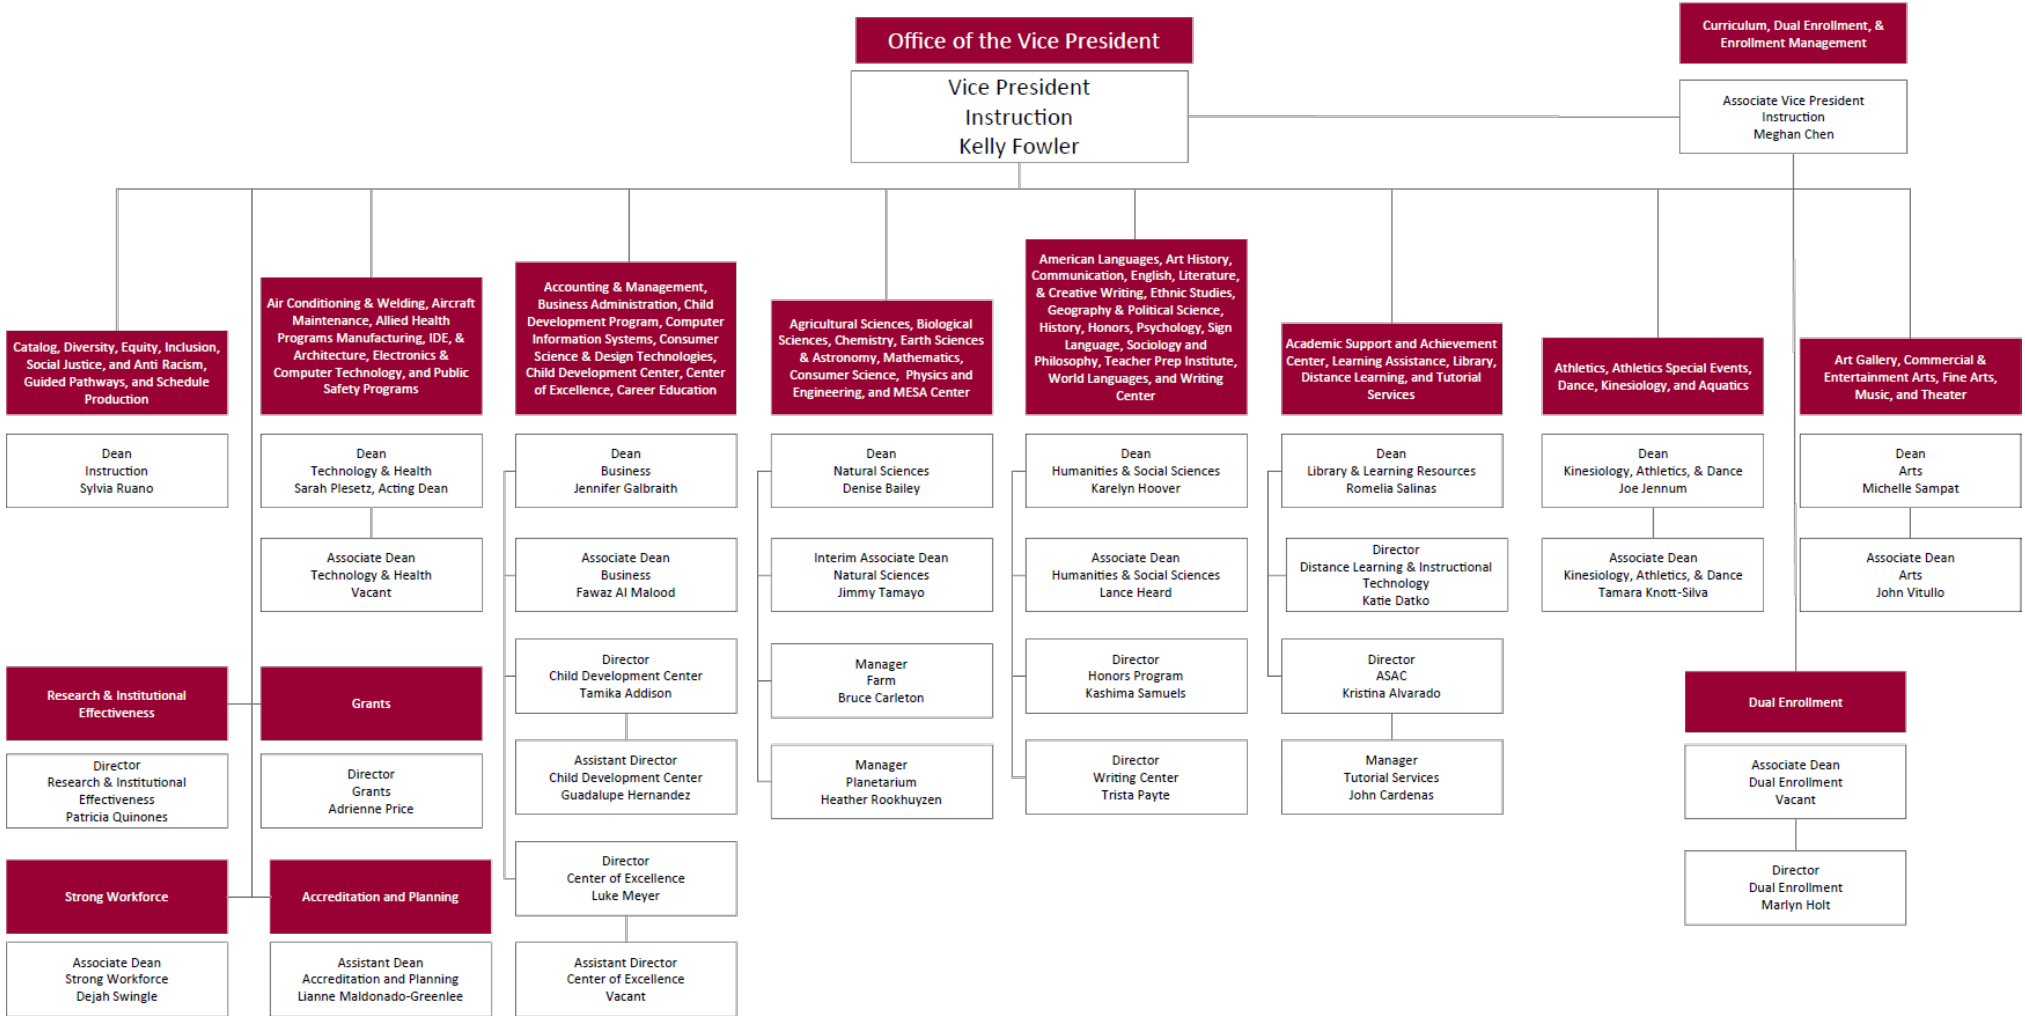 Office of the Vice President
Vice President
Instruction
Kelly Fowler
Curriculum, Dual Enrollment, &
Enrollment Management
Associate Vice President
Instruction
Meghan Chen
Catalog, Diversity, Equity, Inclusion,
Social Justice, and Anti Racism,
Guided Pathways, and Schedule
Production
Dean
Instruction
Sylvia Ruano
Air Conditioning & Welding, Aircraft
Maintenance, Allied Health
Programs Manufacturing, IDE, &
Architecture, Electronics &
Computer Technology, and Public
Safety Programs
Dean
Technology & Health
Sarah Plesetz, Acting Dean
Associate Dean
Technology & Health
Vacant
Accounting & Management,
Business Administration, Child
Development Program, Computer
Information Systems, Consumer
Science & Design Technologies,
Child Development Center, Center
of Excellence, Career Education
Dean
Business
Jennifer Galbraith
Associate Dean
Business
Fawaz Al Malood
Director
Child Development Center
Tamika Addison
Assistant Director
Child Development Center
Guadalupe Hernandez
Director
Center of Excellence
Luke Meyer
Assistant Director
Center of Excellence
Vacant
Agricultural Sciences, Biological
Sciences, Chemistry, Earth Sciences
& Astronomy, Mathematics,
Consumer Science, Physics and
Engineering, and MESA Center
Dean
Natural Sciences
Denise Bailey
Interim Associate Dean
Natural Sciences
Jimmy Tamayo
Manager
Farm
Bruce Carleton
Manager
Planetarium
Heather Rookhuyzen
American Languages, Art History,
Communication, English, Literature,
& Creative Writing, Ethnic Studies,
Geography & Political Science,
History, Honors, Psychology, Sign
Language, Sociology and
Philosophy, Teacher Prep Institute,
World Languages, and Writing
Center
Dean
Humanities & Social Sciences
Karelyn Hoover
Associate Dean
Humanities & Social Sciences
Lance Heard
Director
Honors Program
Kashima Samuels
Director
Writing Center
Trista Payte
Academic Support and Achievement
Center, Learning Assistance, Library,
Distance Learning, and Tutorial
Services
Dean
Library & Learning Resources
Romelia Salinas
Director
Distance Learning & Instructional
Technology
Katie Datko
Director
ASAC
Kristina Alvarado
Manager
Tutorial Services
John Cardenas
Athletics, Athletics Special Events,
Dance, Kinesiology, and Aquatics
Dean
Kinesiology, Athletics, & Dance
Joe Jennum
Associate Dean
Kinesiology, Athletics, & Dance
Tamara Knott-Silva
Art Gallery, Commercial &
Entertainment Arts, Fine Arts,
Music, and Theater
Dean
Arts
Michelle Sampat
Associate Dean
Arts
John Vitullo
Research & Institutional
Effectiveness
Director
Research & Institutional
Effectiveness
Patricia Quinones
Grants
Director
Grants
Adrienne Price
Strong Workforce
Associate Dean
Strong Workforce
Dejah Swingle
Accreditation and Planning
Assistant Dean
Accreditation and Planning
Lianne Maldonado-Greenlee
Dual Enrollment
Associate Dean
Dual Enrollment
Vacant
Director
Dual Enrollment
Marlyn Holt